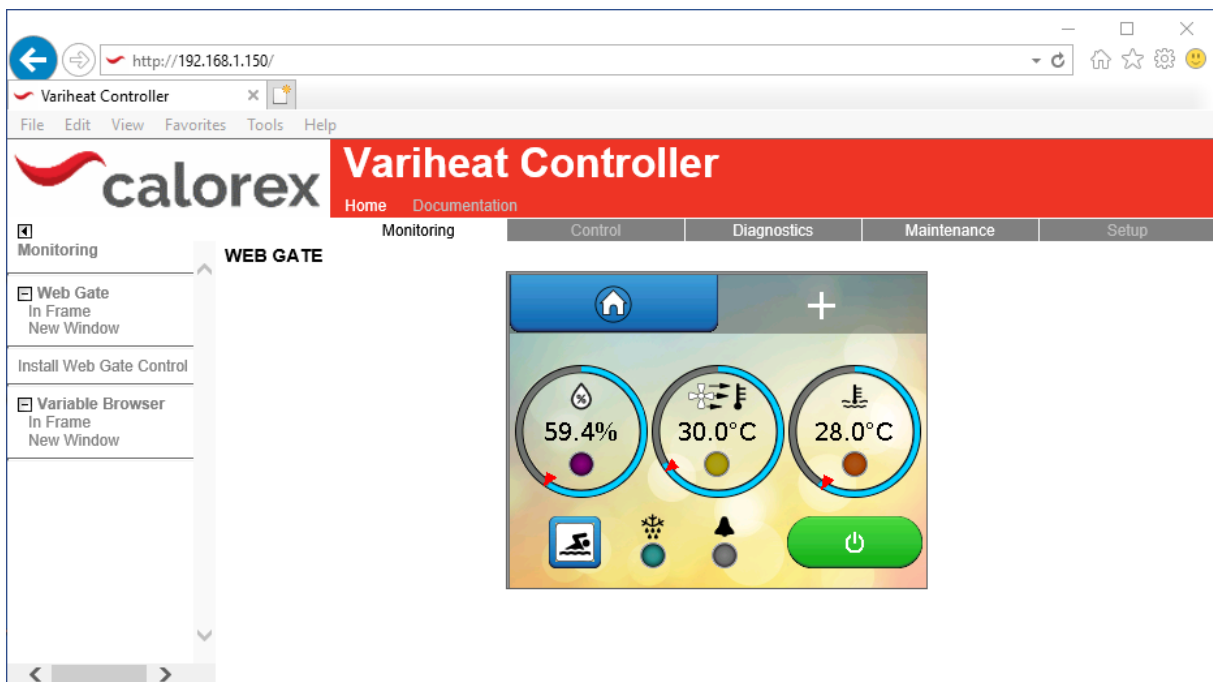 http://192.168.1.150/
Variheat Controller
File Edit View Favorites Tools Help
calorex
Variheat Controller
Home Documentation
Monitoring Control Diagnostics Maintenance Setup
Monitoring
WEB GATE
Web Gate
In Frame
New Window
Install Web Gate Control
Variable Browser
In Frame
New Window
%
59.4% 30.0°C 28.0°C